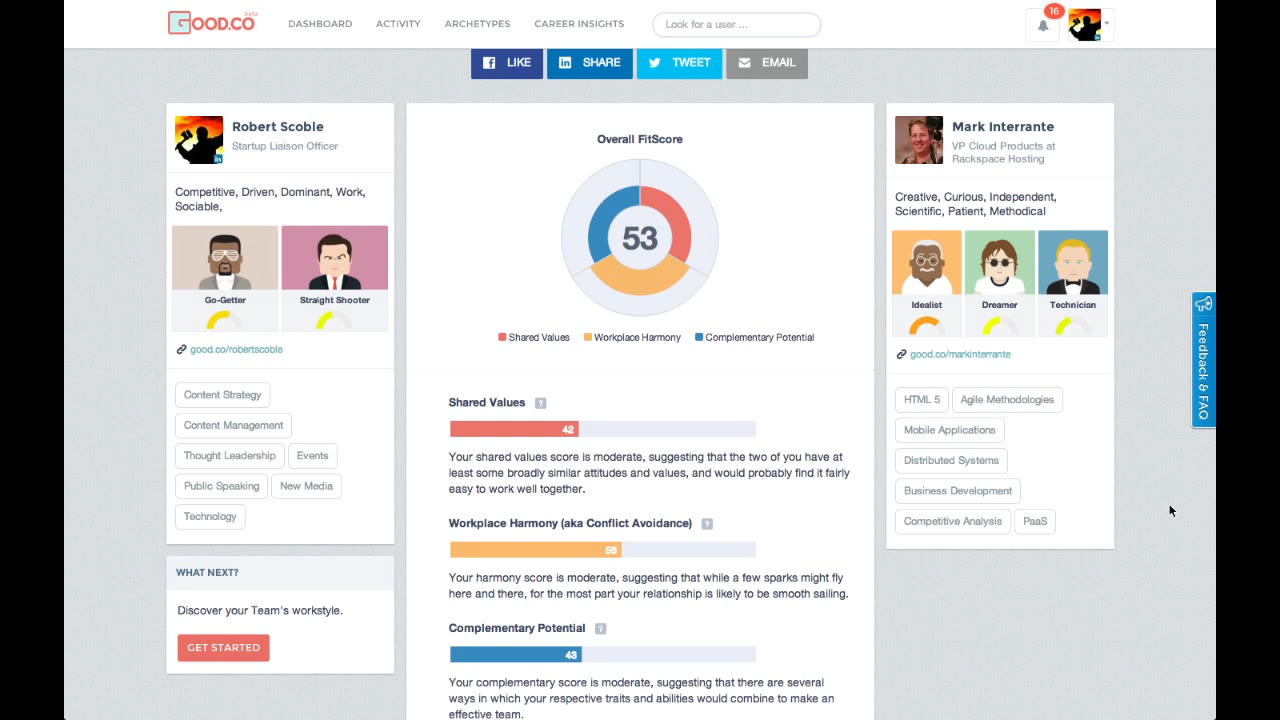 GOOD.CO
beta
DASHBOARD
ACTIVITY
ARCHETYPES
CAREER INSIGHTS
Look for a user ...
16
LIKE
SHARE
TWEET
EMAIL
Robert Scoble
Startup Liaison Officer
Competitive, Driven, Dominant, Work,
Sociable,
Go-Getter
Straight Shooter
good.co/robertscoble
Content Strategy
Content Management
Thought Leadership
Events
Public Speaking
New Media
Technology
WHAT NEXT?
Discover your Team's workstyle.
GET STARTED
Overall FitScore
53
Shared Values
Workplace Harmony
Complementary Potential
Shared Values ?
42
Your shared values score is moderate, suggesting that the two of you have at
least some broadly similar attitudes and values, and would probably find it fairly
easy to work well together.
Workplace Harmony (aka Conflict Avoidance) ?
56
Your harmony score is moderate, suggesting that while a few sparks might fly
here and there, for the most part your relationship is likely to be smooth sailing.
Complementary Potential ?
43
Your complementary score is moderate, suggesting that there are several
ways in which your respective traits and abilities would combine to make an
effective team.
Mark Interrante
VP Cloud Products at
Rackspace Hosting
Creative, Curious, Independent,
Scientific, Patient, Methodical
Idealist
Dreamer
Technician
good.co/markinterrante
HTML 5
Agile Methodologies
Mobile Applications
Distributed Systems
Business Development
Competitive Analysis
PaaS
Feedback & FAQ